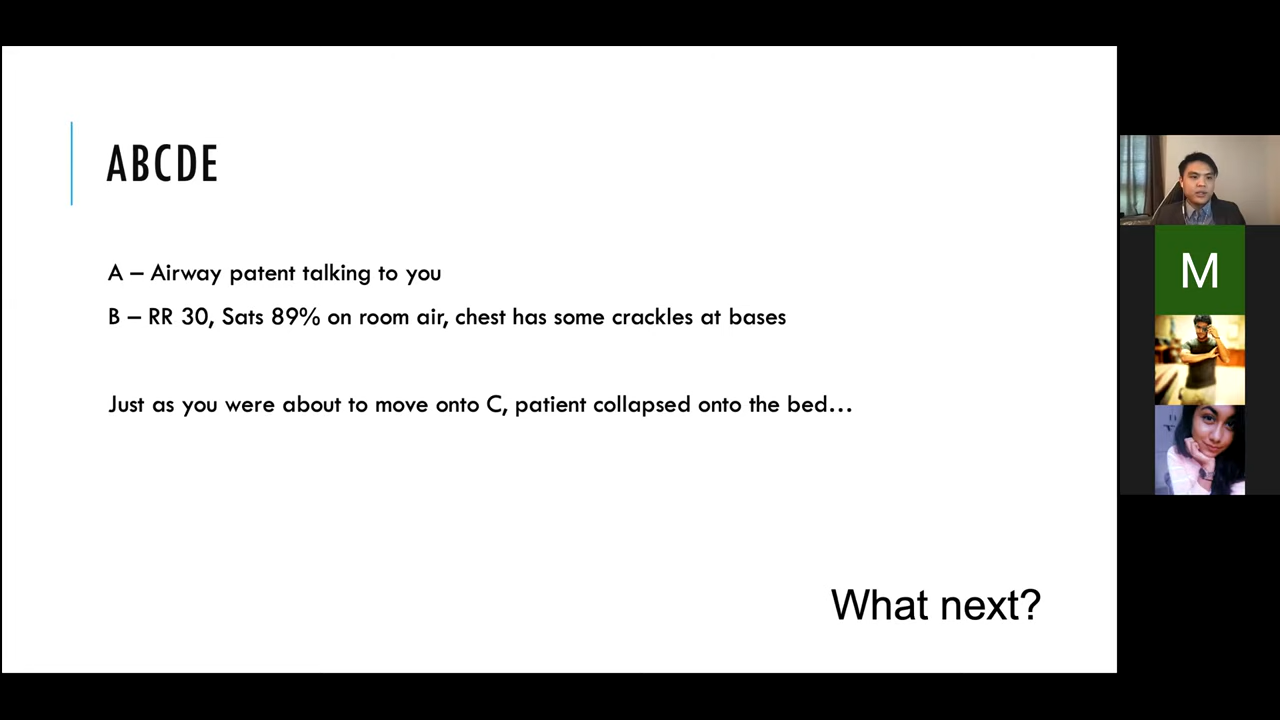 ABCDE
A – Airway patent talking to you
B – RR 30, Sats 89% on room air, chest has some crackles at bases
Just as you were about to move onto C, patient collapsed onto the bed…
What next?
M